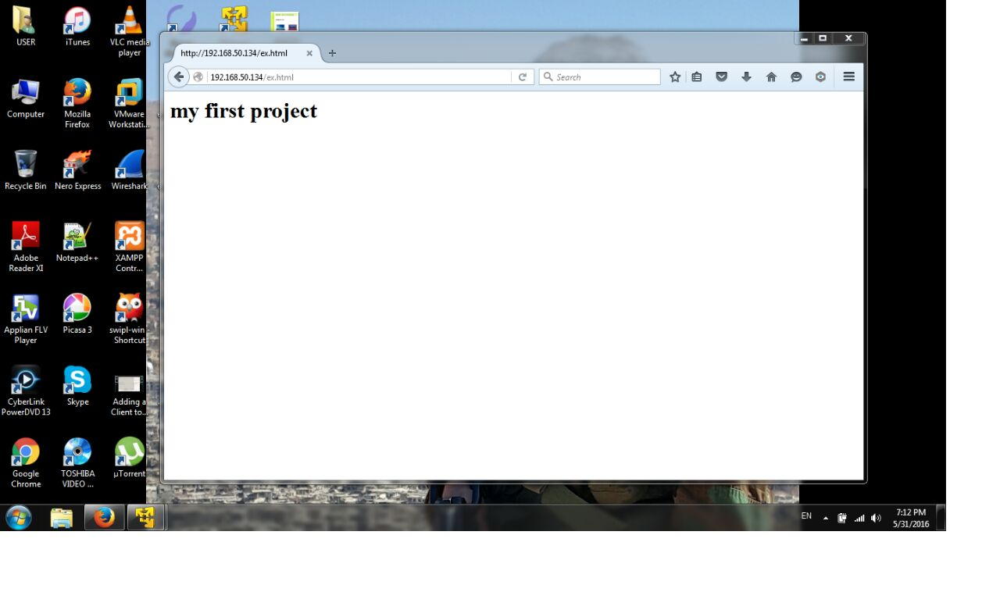 USER
iTunes
VLC media
player
Computer
Mozilla
Firefox
VMware
Workstati...
Recycle Bin
Nero Express
Wireshark
Adobe
Reader XI
Notepad++
XAMPP
Contr...
Applian FLV
Player
Picasa 3
swipl-win -
Shortcut
CyberLink
PowerDVD 13
Skype
Adding a
Client to...
Google
Chrome
TOSHIBA
VIDEO ...
µTorrent
http://192.168.50.134/ex.html
192.168.50.134/ex.html
Search
my first project
EN
7:12 PM
5/31/2016